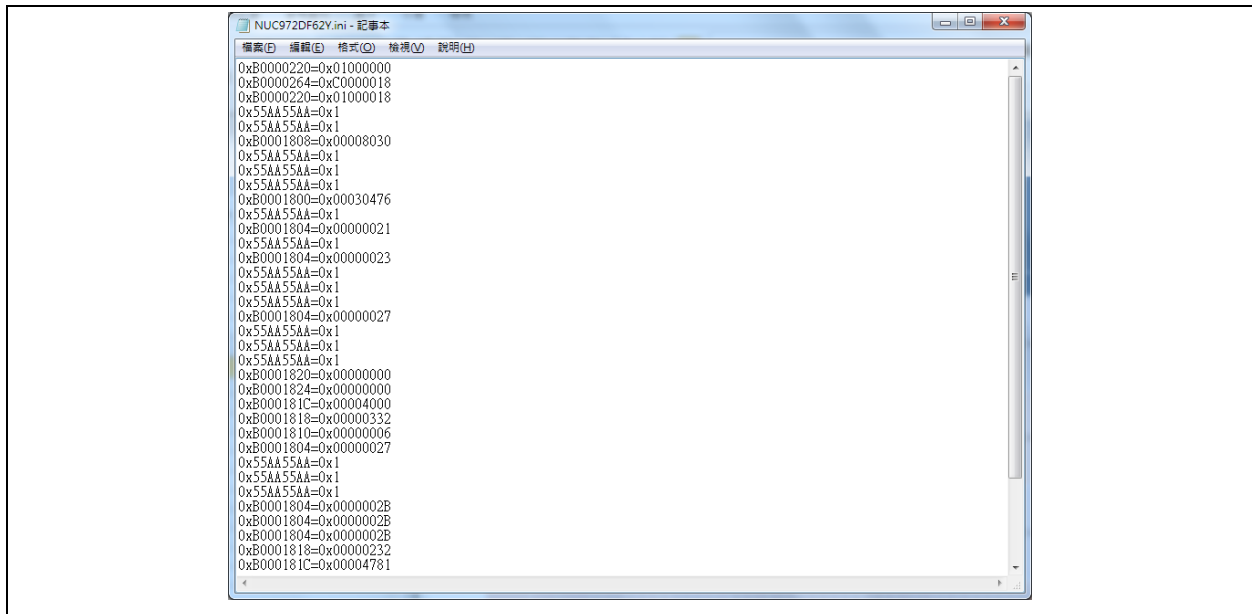 NUC972DF62Y.ini - 記事本
檔案(F) 編輯(E) 格式(O) 檢視(V) 說明(H)
0xB0000220=0x01000000
0xB0000264=0xC0000018
0xB0000220=0x01000018
0x55AA55AA=0x1
0x55AA55AA=0x1
0xB0001808=0x00008030
0x55AA55AA=0x1
0x55AA55AA=0x1
0x55AA55AA=0x1
0xB0001800=0x00030476
0x55AA55AA=0x1
0xB0001804=0x00000021
0x55AA55AA=0x1
0xB0001804=0x00000023
0x55AA55AA=0x1
0x55AA55AA=0x1
0x55AA55AA=0x1
0xB0001804=0x00000027
0x55AA55AA=0x1
0x55AA55AA=0x1
0x55AA55AA=0x1
0xB0001820=0x00000000
0xB0001824=0x00000000
0xB000181C=0x00004000
0xB0001818=0x00000332
0xB0001810=0x00000006
0xB0001804=0x00000027
0x55AA55AA=0x1
0x55AA55AA=0x1
0x55AA55AA=0x1
0xB0001804=0x0000002B
0xB0001804=0x0000002B
0xB0001804=0x0000002B
0xB0001818=0x00000232
0xB000181C=0x00004781